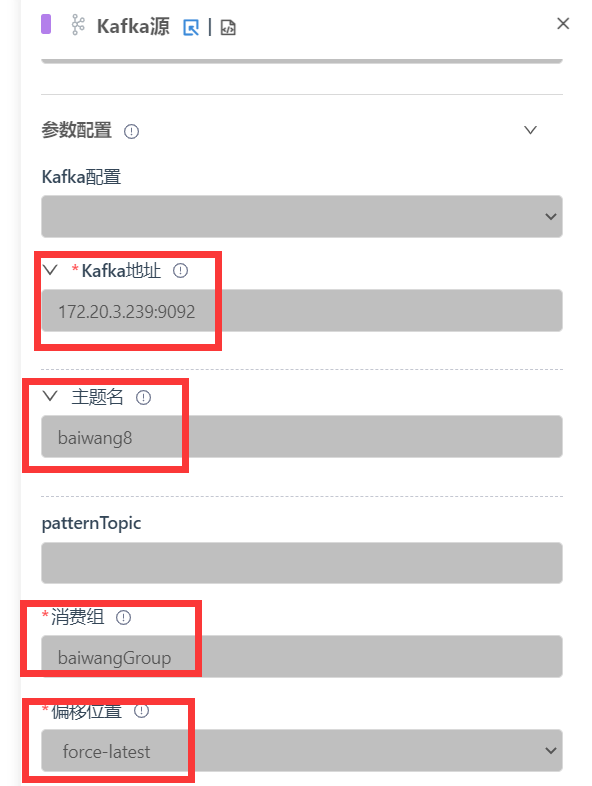 Kafka源
参数配置
Kafka配置
*Kafka地址
172.20.3.239:9092
主题名
baiwang8
patternTopic
*消费组
baiwangGroup
*偏移位置
force-latest